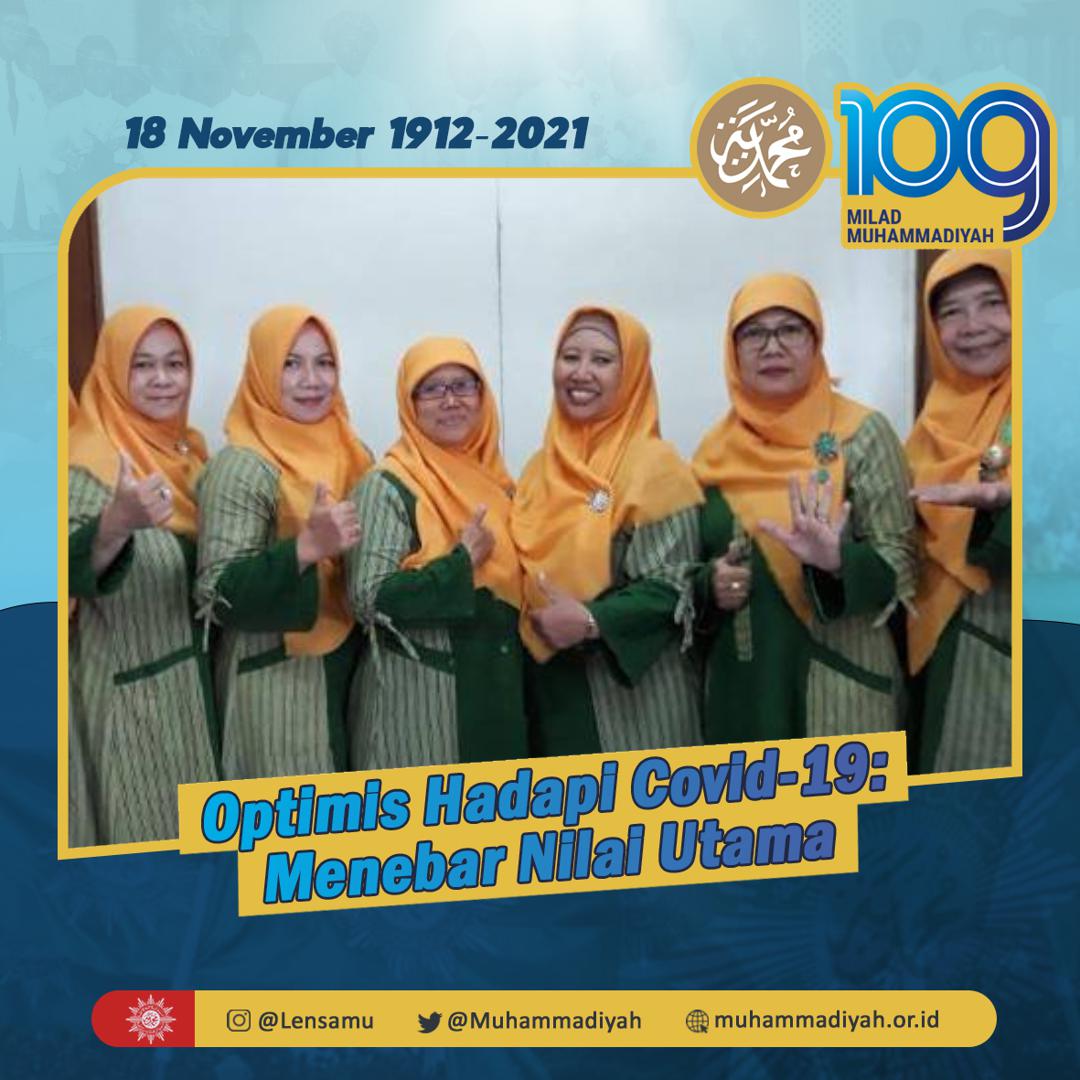 18 November 1912-2021
محمدية
109
MILAD
MUHAMMADIYAH
Optimis Hadapi Covid-19:
Menebar Nilai Utama
@Lensamu
@Muhammadiyah
muhammadiyah.or.id